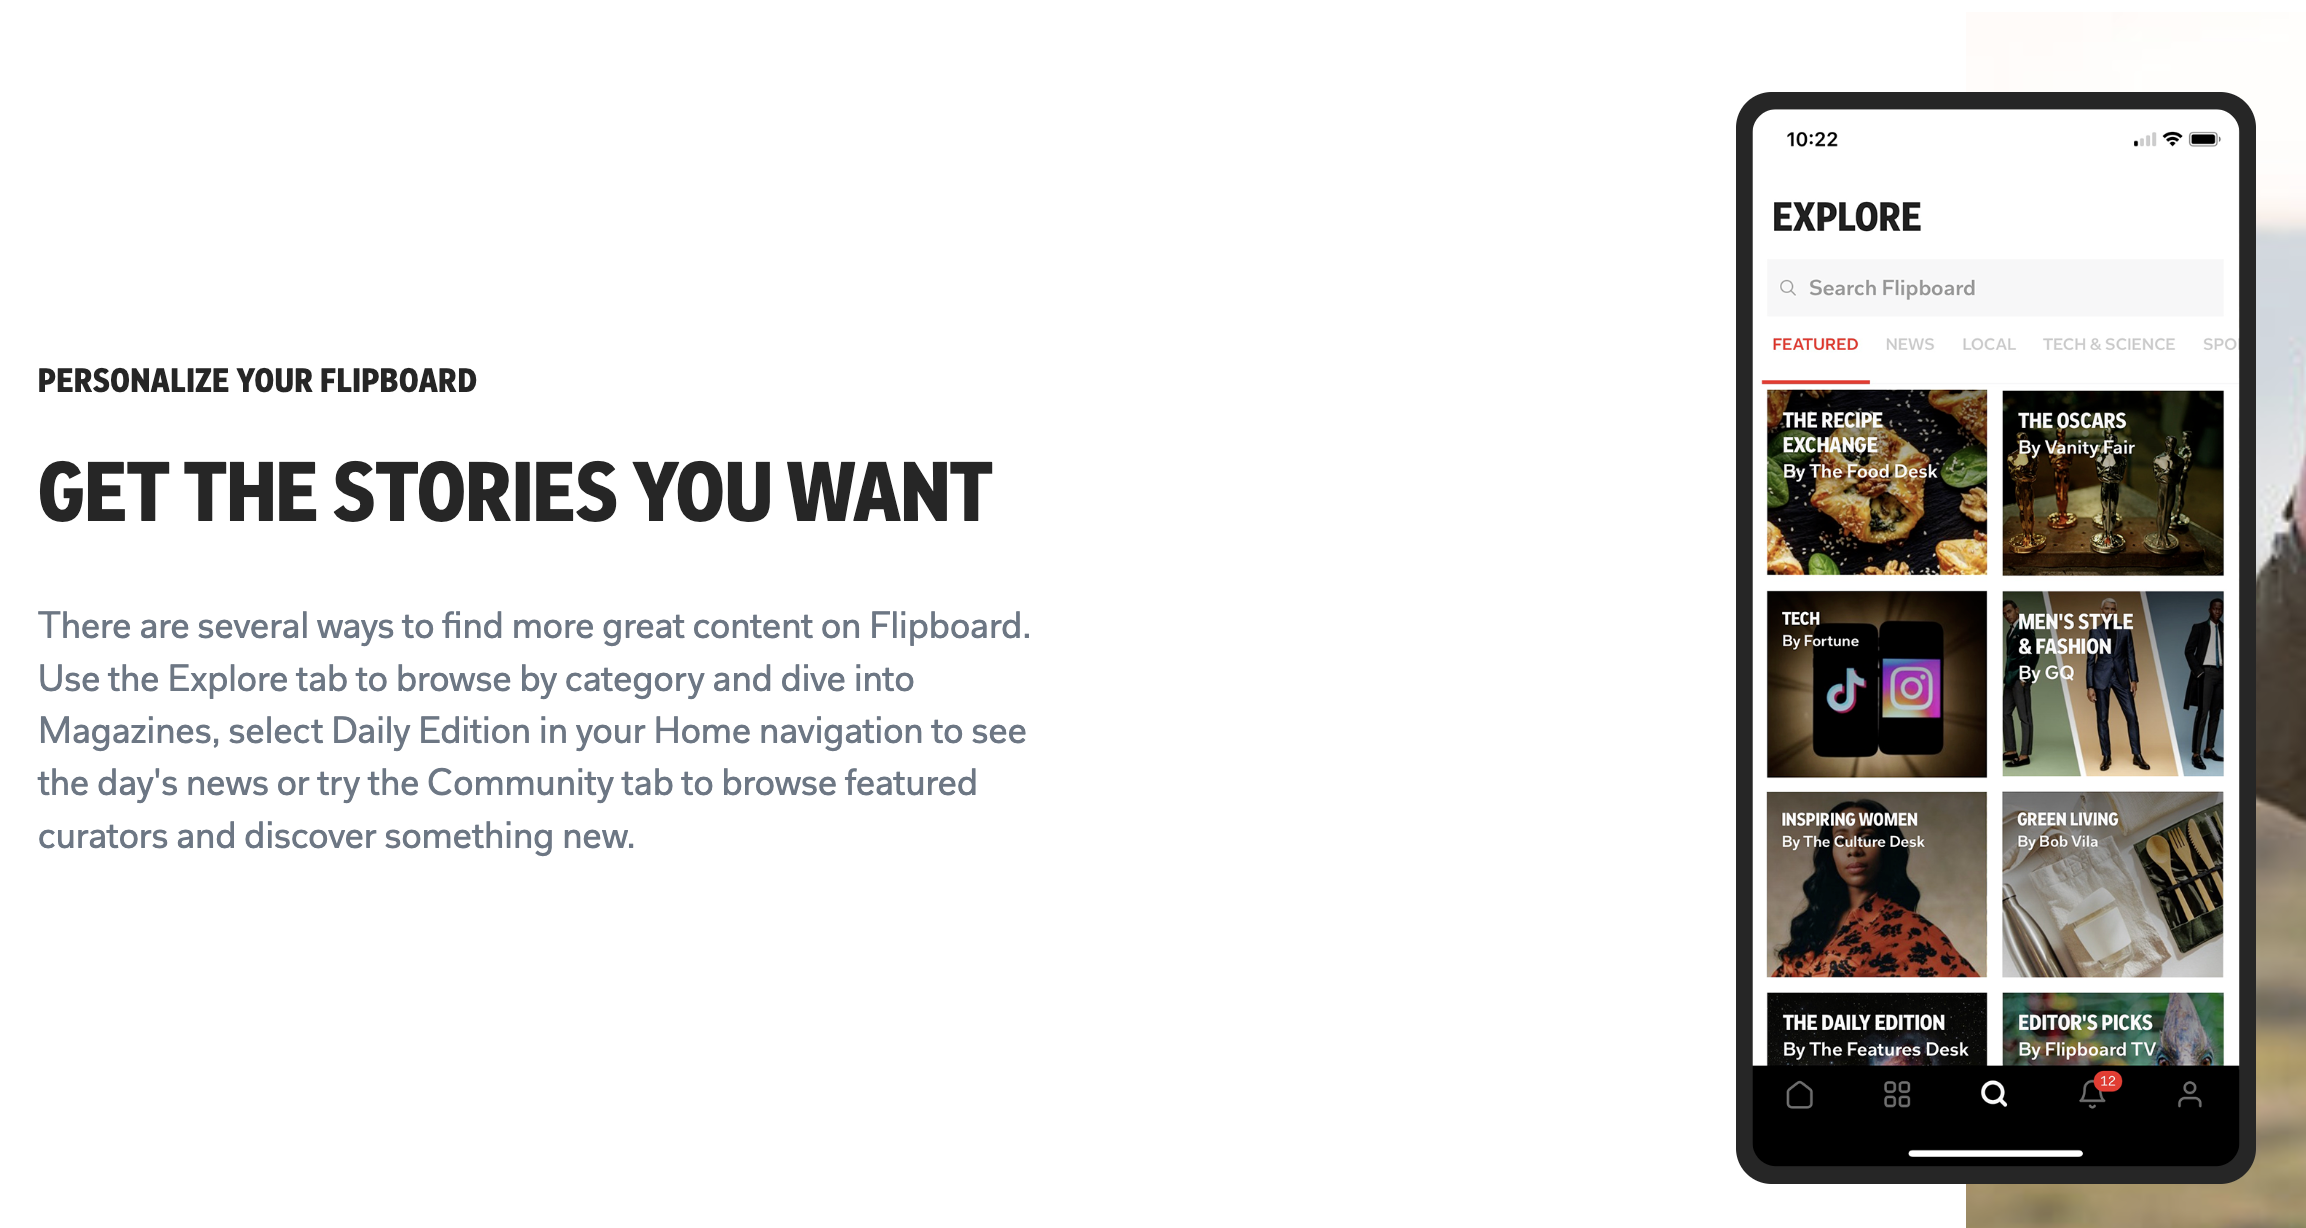 PERSONALIZE YOUR FLIPBOARD
GET THE STORIES YOU WANT
There are several ways to find more great content on Flipboard.
Use the Explore tab to browse by category and dive into
Magazines, select Daily Edition in your Home navigation to see
the day's news or try the Community tab to browse featured
curators and discover something new.
10:22
EXPLORE
Search Flipboard
FEATURED NEWS LOCAL TECH & SCIENCE SPO
THE RECIPE
EXCHANGE
By The Food Desk
THE OSCARS
By Vanity Fair
TECH
By Fortune
MEN'S STYLE
& FASHION
By GQ
INSPIRING WOMEN
By The Culture Desk
GREEN LIVING
By Bob Vila
THE DAILY EDITION
By The Features Desk
EDITOR'S PICKS
By Flipboard TV
12